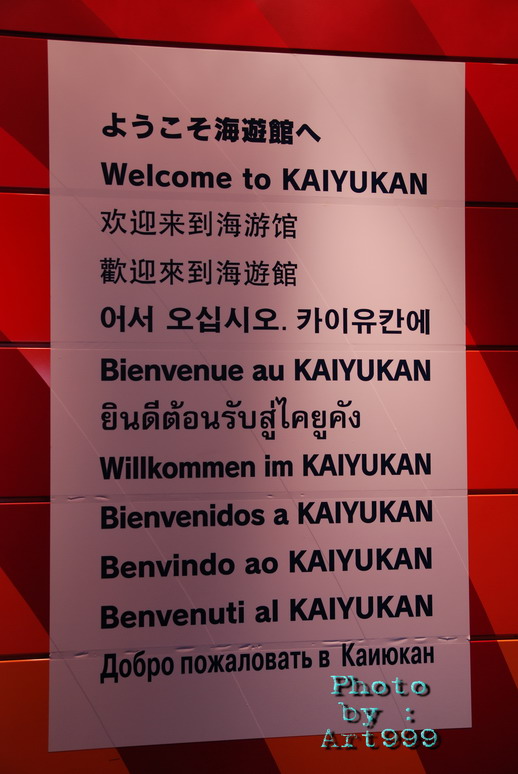 ようこそ海遊館へ
Welcome to KAIYUKAN
欢迎来到海游馆
歡迎來到海遊館
어서 오십시오. 카이유칸에
Bienvenue au KAIYUKAN
ยินดีต้อนรับสู่ไคยูคัง
Willkommen im KAIYUKAN
Bienvenidos a KAIYUKAN
Benvindo ao KAIYUKAN
Benvenuti al KAIYUKAN
Добро пожаловать в Каиюкан
Photo
by :
Art999